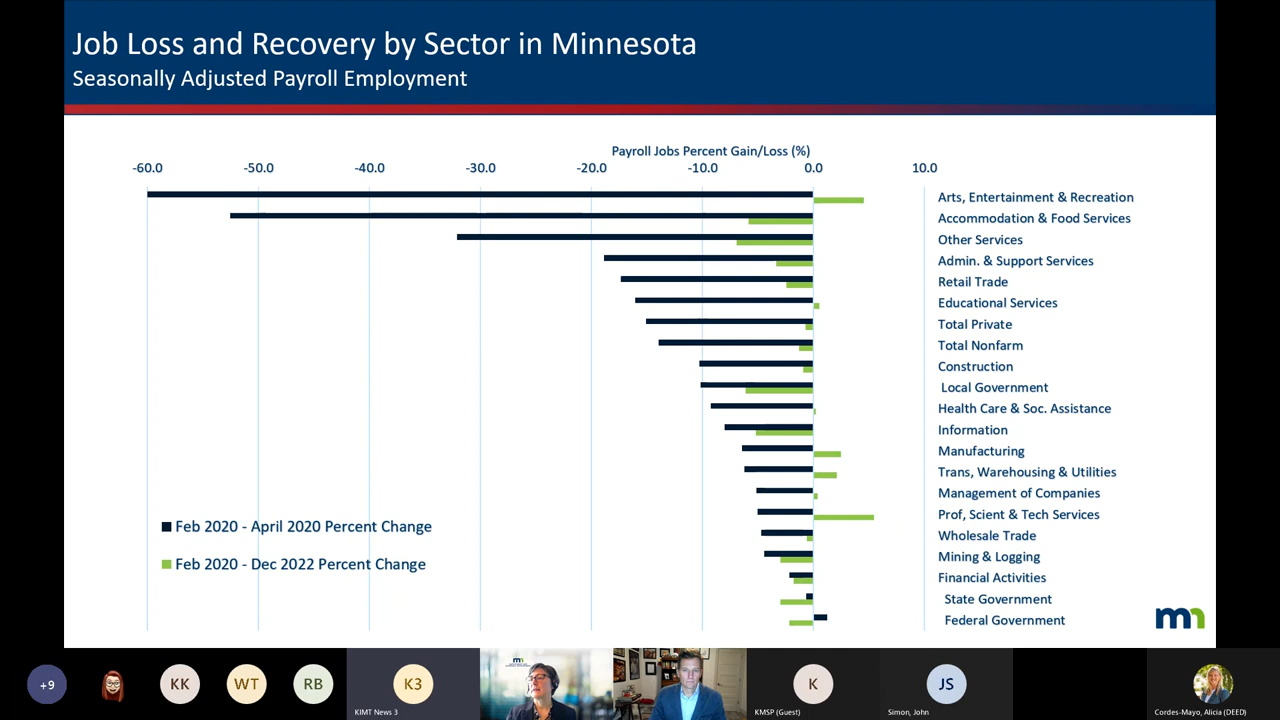 Job Loss and Recovery by Sector in Minnesota
Seasonally Adjusted Payroll Employment
Payroll Jobs Percent Gain/Loss (%)
-60.0 -50.0 -40.0 -30.0 -20.0 -10.0 0.0 10.0
Arts, Entertainment & Recreation
Accommodation & Food Services
Other Services
Admin. & Support Services
Retail Trade
Educational Services
Total Private
Total Nonfarm
Construction
Local Government
Health Care & Soc. Assistance
Information
Manufacturing
Trans, Warehousing & Utilities
Management of Companies
Prof, Scient & Tech Services
Wholesale Trade
Mining & Logging
Financial Activities
State Government
Federal Government
Feb 2020 - April 2020 Percent Change
Feb 2020 - Dec 2022 Percent Change
mn
+9 KK WT RB K3 K JS
KIMT News 3 KMSP (Guest) Simon, John Cordes-Mayo, Alicia (DEED)